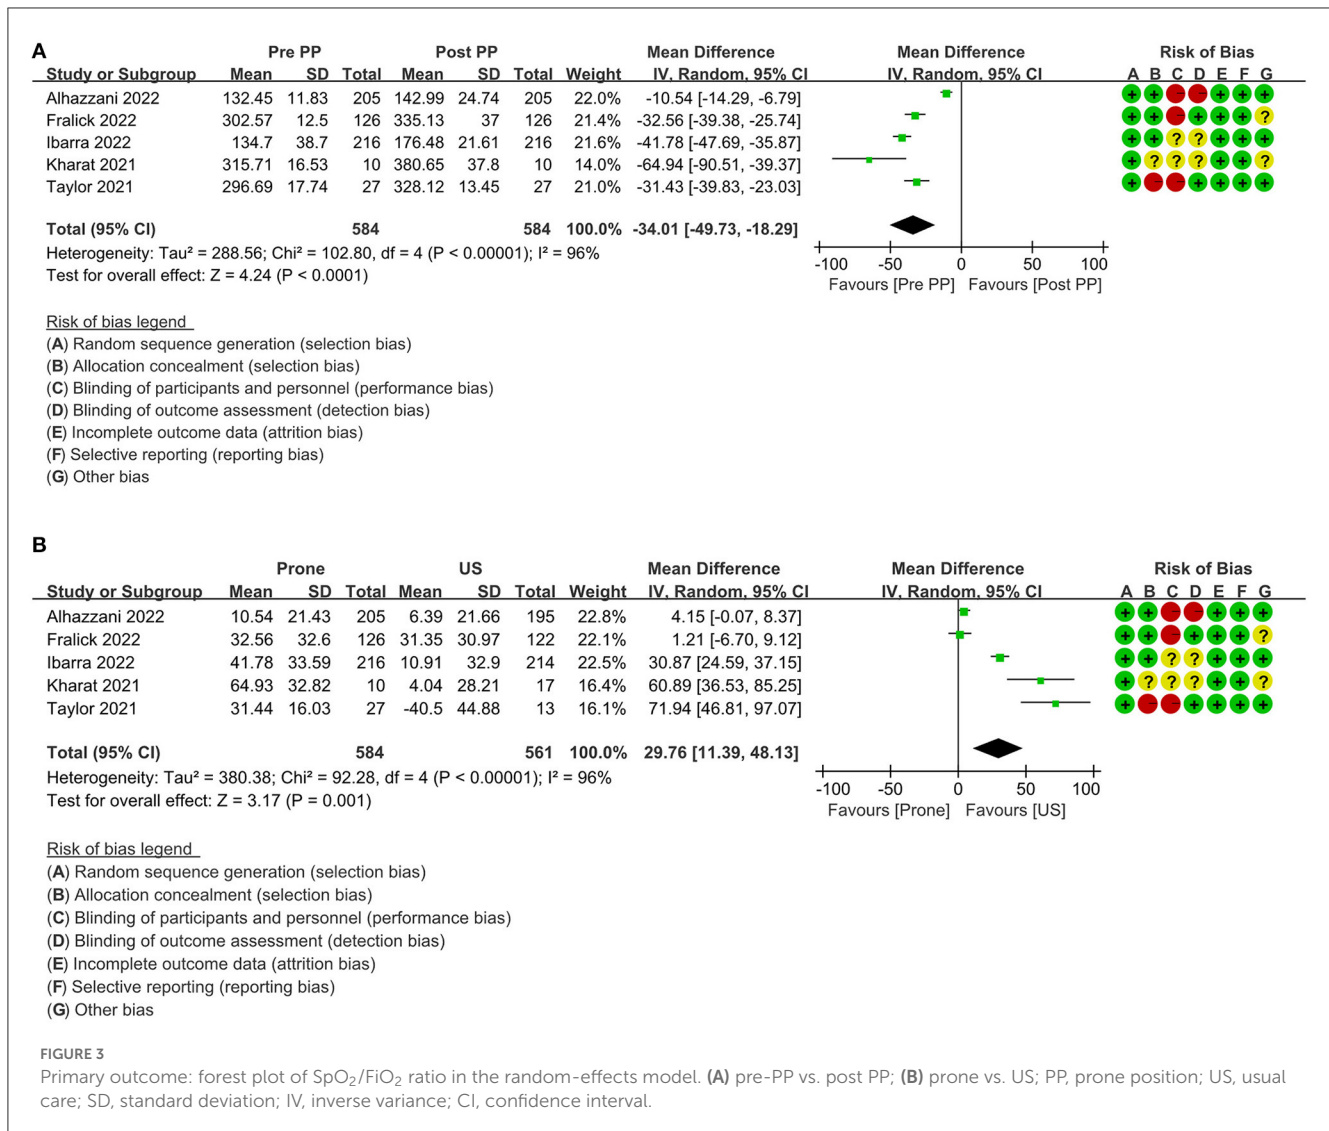 A
Pre PP Post PP Mean Difference Mean Difference Risk of Bias
Study or Subgroup Mean SD Total Mean SD Total Weight IV, Random, 95% CI IV, Random, 95% CI A B C D E F G
Alhazzani 2022 132.45 11.83 205 142.99 24.74 205 22.0% -10.54 [-14.29, -6.79] + + - - + + +
Fralick 2022 302.57 12.5 126 335.13 37 126 21.4% -32.56 [-39.38, -25.74] + + - + + + ?
Ibarra 2022 134.7 38.7 216 176.48 21.61 216 21.6% -41.78 [-47.69, -35.87] + + ? ? + + +
Kharat 2021 315.71 16.53 10 380.65 37.8 10 14.0% -64.94 [-90.51, -39.37] + ? ? ? + + ?
Taylor 2021 296.69 17.74 27 328.12 13.45 27 21.0% -31.43 [-39.83, -23.03] + - - + + + +
Total (95% CI) 584 584 100.0% -34.01 [-49.73, -18.29]
Heterogeneity: Tau² = 288.56; Chi² = 102.80, df = 4 (P < 0.00001); I² = 96%
Test for overall effect: Z = 4.24 (P < 0.0001)
-100 -50 0 50 100
Favours [Pre PP] Favours [Post PP]
Risk of bias legend
(A) Random sequence generation (selection bias)
(B) Allocation concealment (selection bias)
(C) Blinding of participants and personnel (performance bias)
(D) Blinding of outcome assessment (detection bias)
(E) Incomplete outcome data (attrition bias)
(F) Selective reporting (reporting bias)
(G) Other bias
B
Prone US Mean Difference Mean Difference Risk of Bias
Study or Subgroup Mean SD Total Mean SD Total Weight IV, Random, 95% CI IV, Random, 95% CI A B C D E F G
Alhazzani 2022 10.54 21.43 205 6.39 21.66 195 22.8% 4.15 [-0.07, 8.37] + + - - + + +
Fralick 2022 32.56 32.6 126 31.35 30.97 122 22.1% 1.21 [-6.70, 9.12] + + - + + + ?
Ibarra 2022 41.78 33.59 216 10.91 32.9 214 22.5% 30.87 [24.59, 37.15] + + ? ? + + +
Kharat 2021 64.93 32.82 10 4.04 28.21 17 16.4% 60.89 [36.53, 85.25] + ? ? ? + + ?
Taylor 2021 31.44 16.03 27 -40.5 44.88 13 16.1% 71.94 [46.81, 97.07] + - - + + + +
Total (95% CI) 584 561 100.0% 29.76 [11.39, 48.13]
Heterogeneity: Tau² = 380.38; Chi² = 92.28, df = 4 (P < 0.00001); I² = 96%
Test for overall effect: Z = 3.17 (P = 0.001)
-100 -50 0 50 100
Favours [Prone] Favours [US]
Risk of bias legend
(A) Random sequence generation (selection bias)
(B) Allocation concealment (selection bias)
(C) Blinding of participants and personnel (performance bias)
(D) Blinding of outcome assessment (detection bias)
(E) Incomplete outcome data (attrition bias)
(F) Selective reporting (reporting bias)
(G) Other bias
FIGURE 3
Primary outcome: forest plot of SpO₂/FiO₂ ratio in the random-effects model. (A) pre-PP vs. post PP; (B) prone vs. US; PP, prone position; US, usual
care; SD, standard deviation; IV, inverse variance; CI, confidence interval.